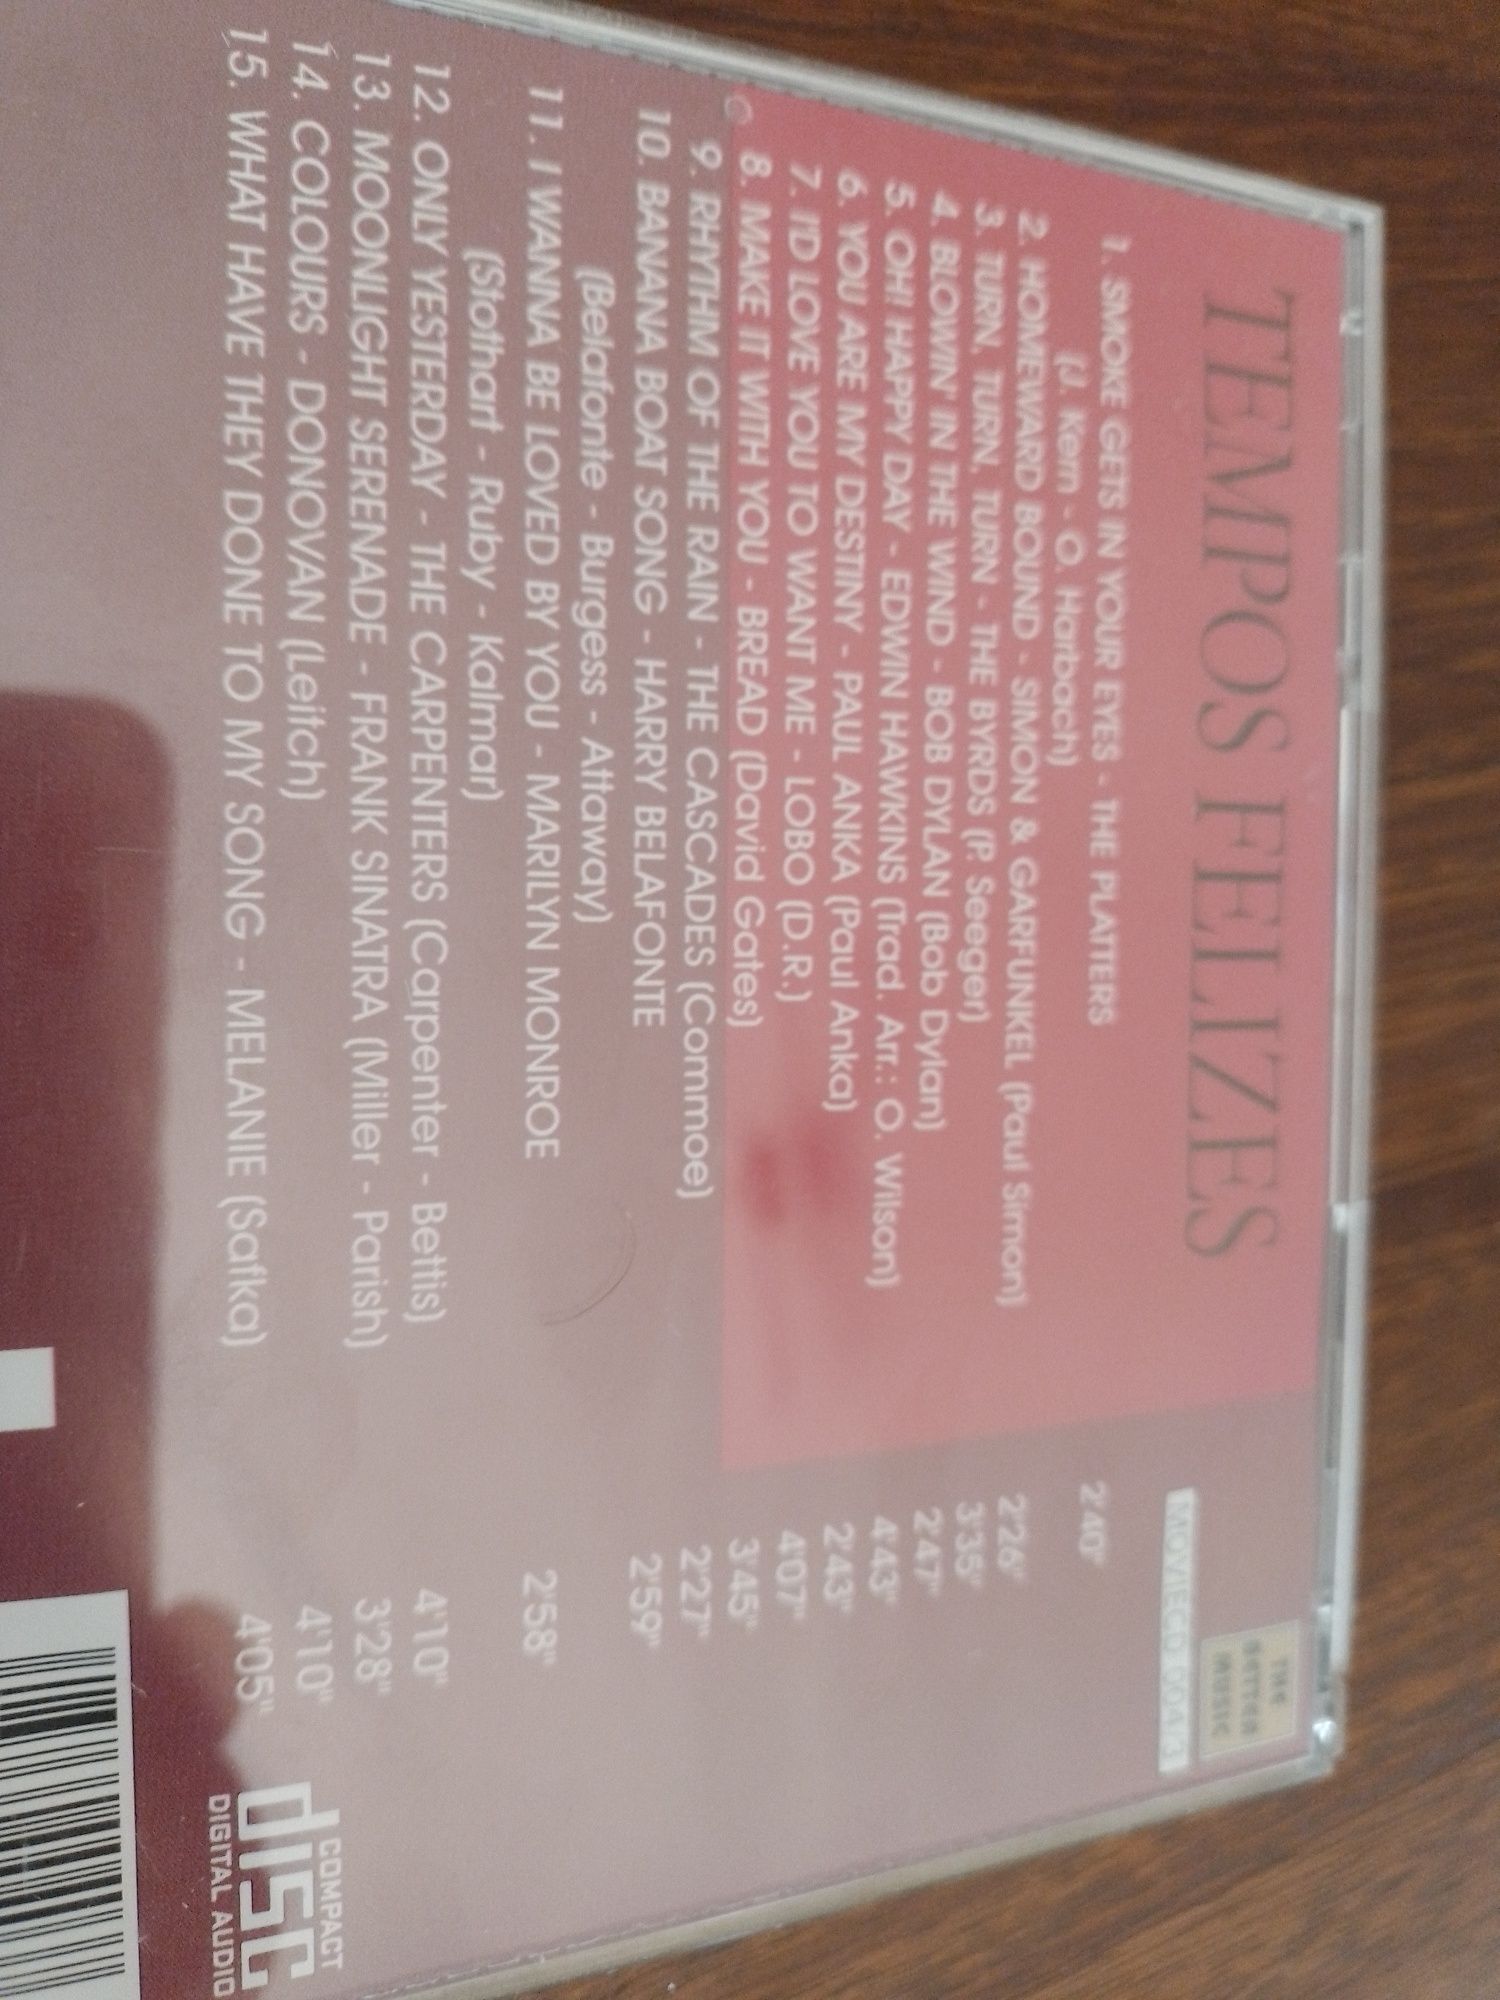 TEMPOS FELIZES
THE
BETTER
MUSIC
1. SMOKE GETS IN YOUR EYES - THE PLATTERS
(J. Kern - O. Harbach) 2'40"
2. HOMEWARD BOUND - SIMON & GARFUNKEL (Paul Simon) 2'26"
3. TURN, TURN, TURN - THE BYRDS (P. Seeger) 3'35"
4. BLOWIN' IN THE WIND - BOB DYLAN (Bob Dylan) 2'47"
5. OH! HAPPY DAY - EDWIN HAWKINS (Trad. Arr.: O. Wilson) 4'43"
6. YOU ARE MY DESTINY - PAUL ANKA (Paul Anka) 2'43"
7. I'D LOVE YOU TO WANT ME - LOBO (D.R.) 4'07"
8. MAKE IT WITH YOU - BREAD (David Gates) 3'45"
9. RHYTHM OF THE RAIN - THE CASCADES (Commoe) 2'27"
10. BANANA BOAT SONG - HARRY BELAFONTE 2'59"
(Belafonte - Burgess - Attaway)
11. I WANNA BE LOVED BY YOU - MARILYN MONROE 2'58"
(Stothart - Ruby - Kalmar)
12. ONLY YESTERDAY - THE CARPENTERS (Carpenter - Bettis) 4'10"
13. MOONLIGHT SERENADE - FRANK SINATRA (Miller - Parish) 3'28"
14. COLOURS - DONOVAN (Leitch) 4'10"
15. WHAT HAVE THEY DONE TO MY SONG - MELANIE (Safka) 4'05"
COMPACT
disc
DIGITAL AUDIO